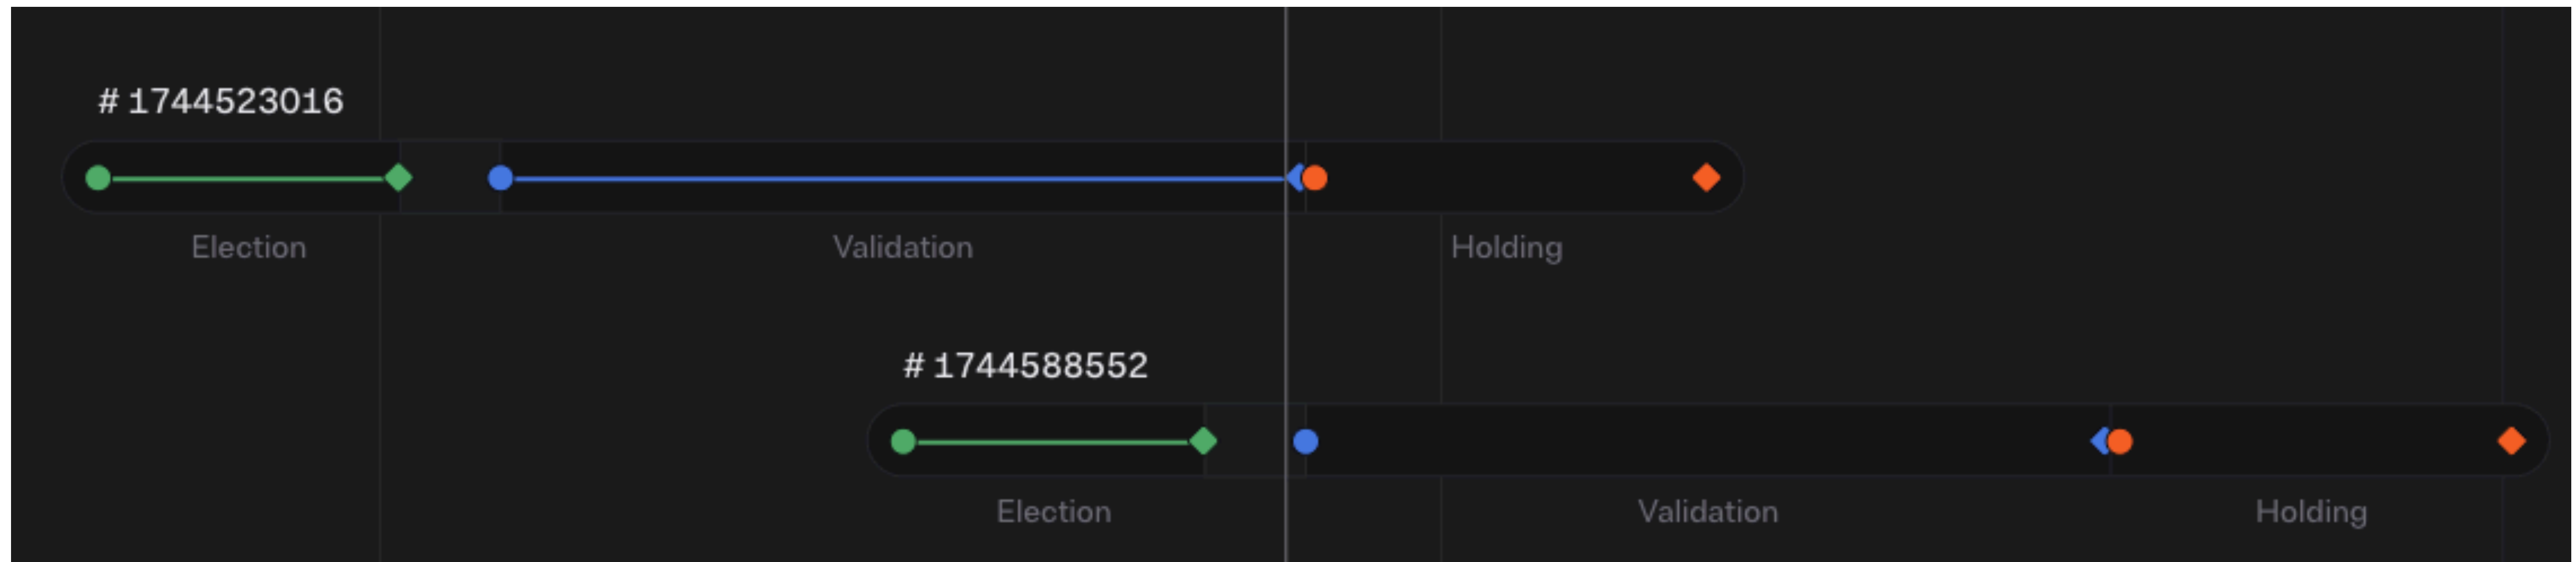 # 1744523016
Election Validation Holding
# 1744588552
Election Validation Holding